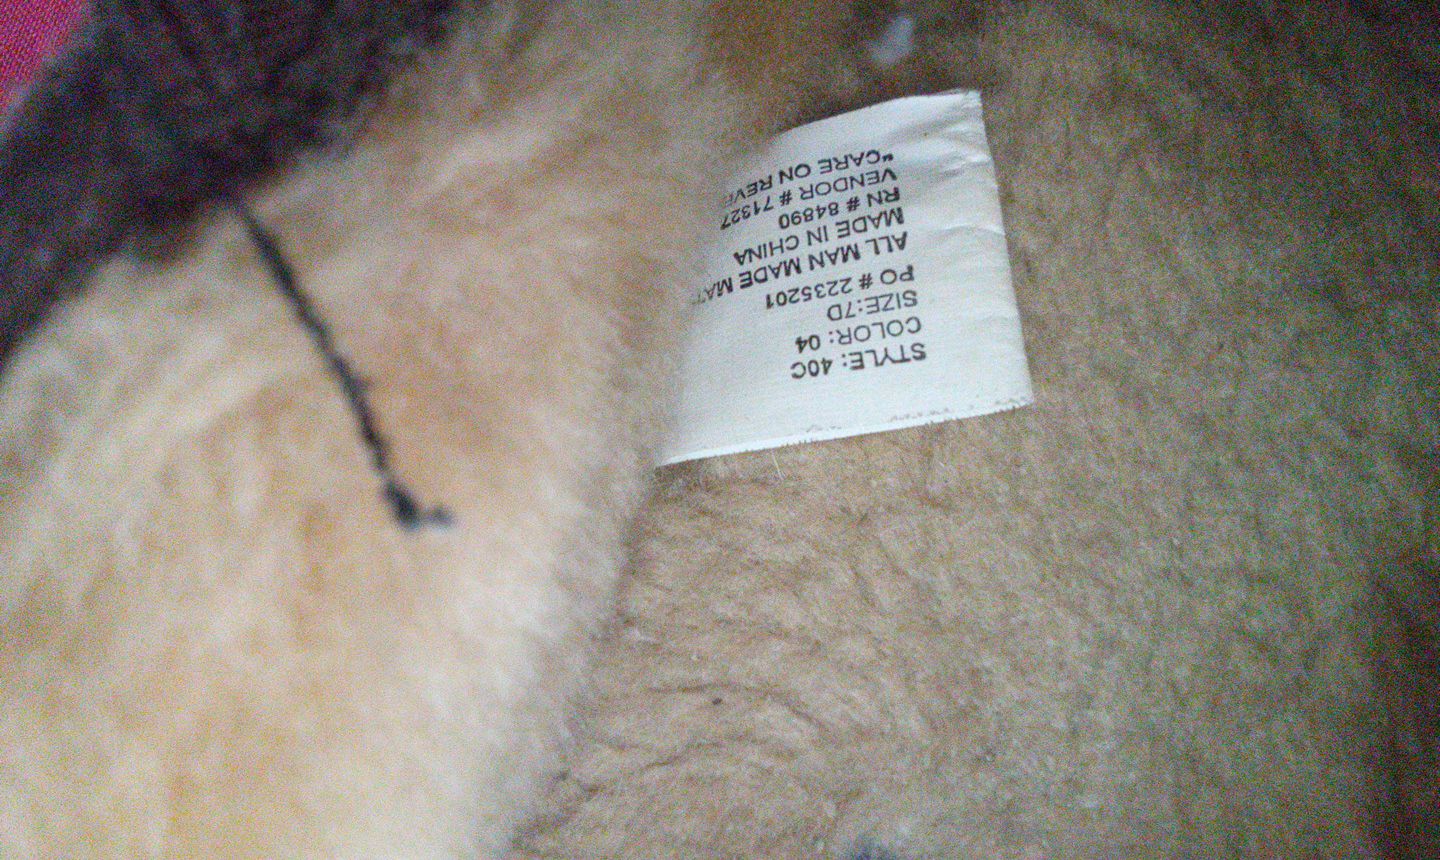 STYLE: 40C
COLOR: 04
SIZE:7D
PO # 2235201
ALL MAN MADE
MADE IN CHINA
RN # 84890
VENDOR # 71327
*CARE ON